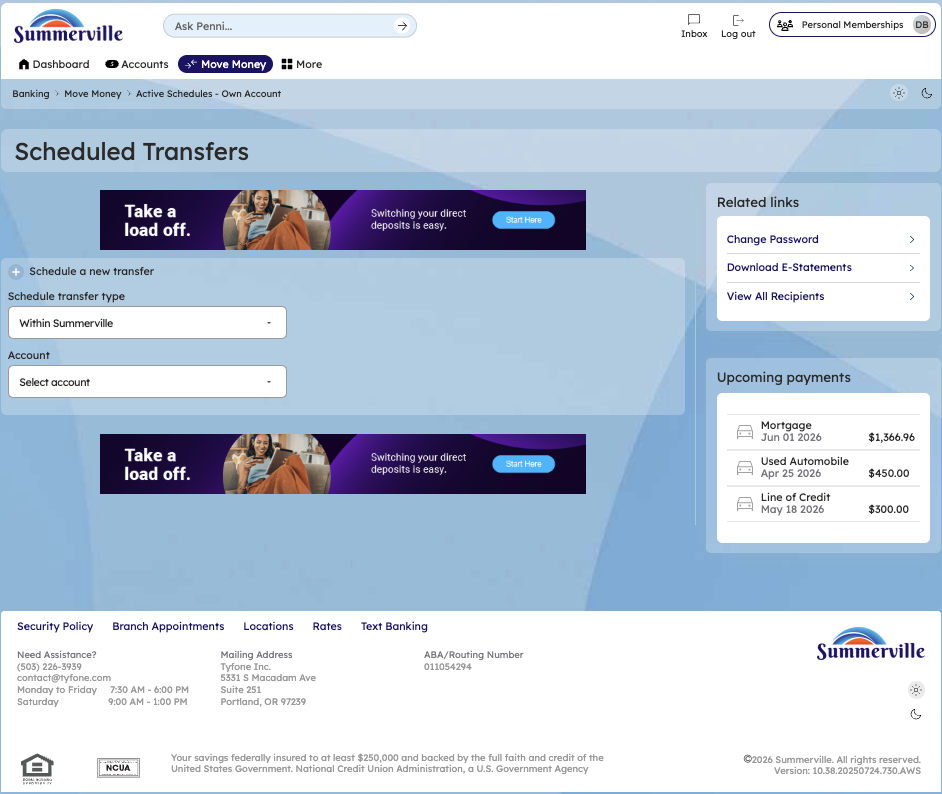 Summerville
Ask Penni...
Inbox
Log out
Personal Memberships
DB
Dashboard
Accounts
Move Money
More
Banking > Move Money > Active Schedules - Own Account
Scheduled Transfers
Take a
load off.
Switching your direct
deposits is easy.
Start Here
Schedule a new transfer
Schedule transfer type
Within Summerville
Account
Select account
Take a
load off.
Switching your direct
deposits is easy.
Start Here
Related links
Change Password
Download E-Statements
View All Recipients
Upcoming payments
Mortgage
Jun 01 2026 $1,366.96
Used Automobile
Apr 25 2026 $450.00
Line of Credit
May 18 2026 $300.00
Security Policy Branch Appointments Locations Rates Text Banking
Need Assistance?
(503) 226-3939
contact@tyfone.com
Monday to Friday 7:30 AM - 6:00 PM
Saturday 9:00 AM - 1:00 PM
Mailing Address
Tyfone Inc.
5331 S Macadam Ave
Suite 251
Portland, OR 97239
ABA/Routing Number
011054294
Summerville
NCUA
Your savings federally insured to at least $250,000 and backed by the full faith and credit of the
United States Government. National Credit Union Administration, a U.S. Government Agency
©2026 Summerville. All rights reserved.
Version: 10.38.20250724.730.AWS